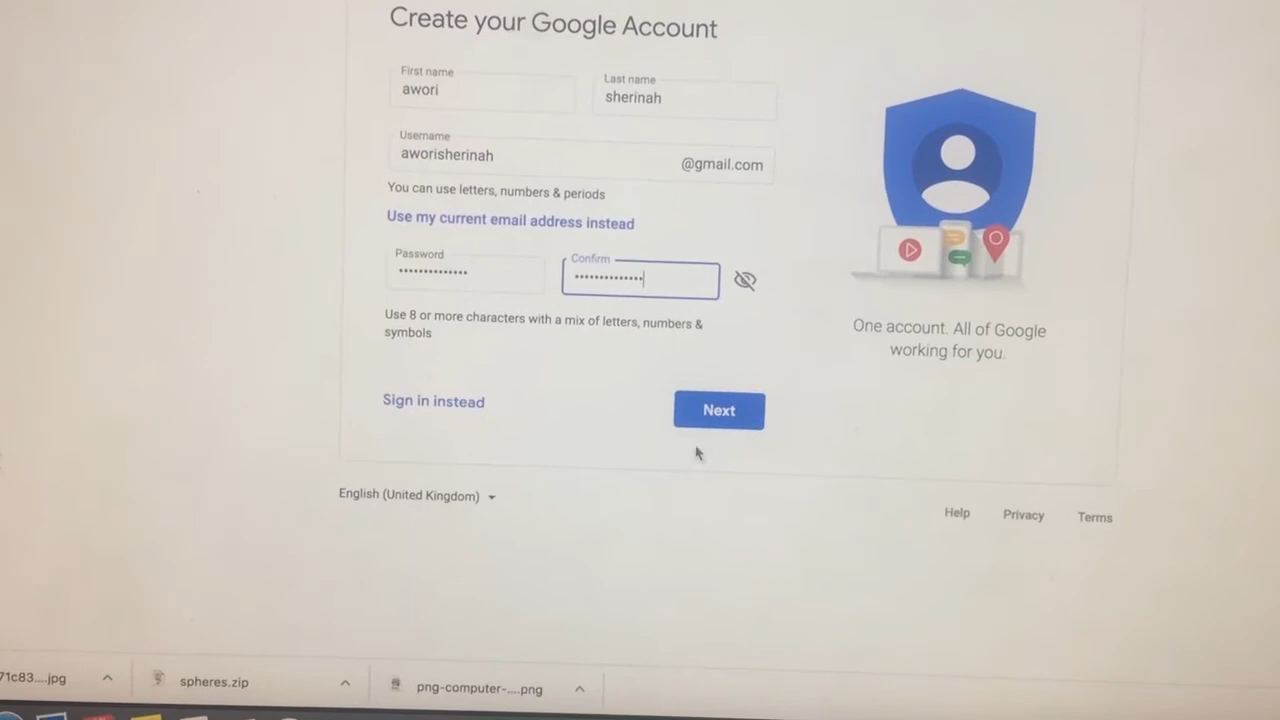 Create your Google Account
First name
awori
Last name
sherinah
Username
aworisherinah
@gmail.com
You can use letters, numbers & periods
Use my current email address instead
Password
••••••••••••••
Confirm
••••••••••••••
Use 8 or more characters with a mix of letters, numbers &
symbols
One account. All of Google
working for you.
Sign in instead
Next
English (United Kingdom)
Help
Privacy
Terms
71c83....jpg
spheres.zip
png-computer-....png